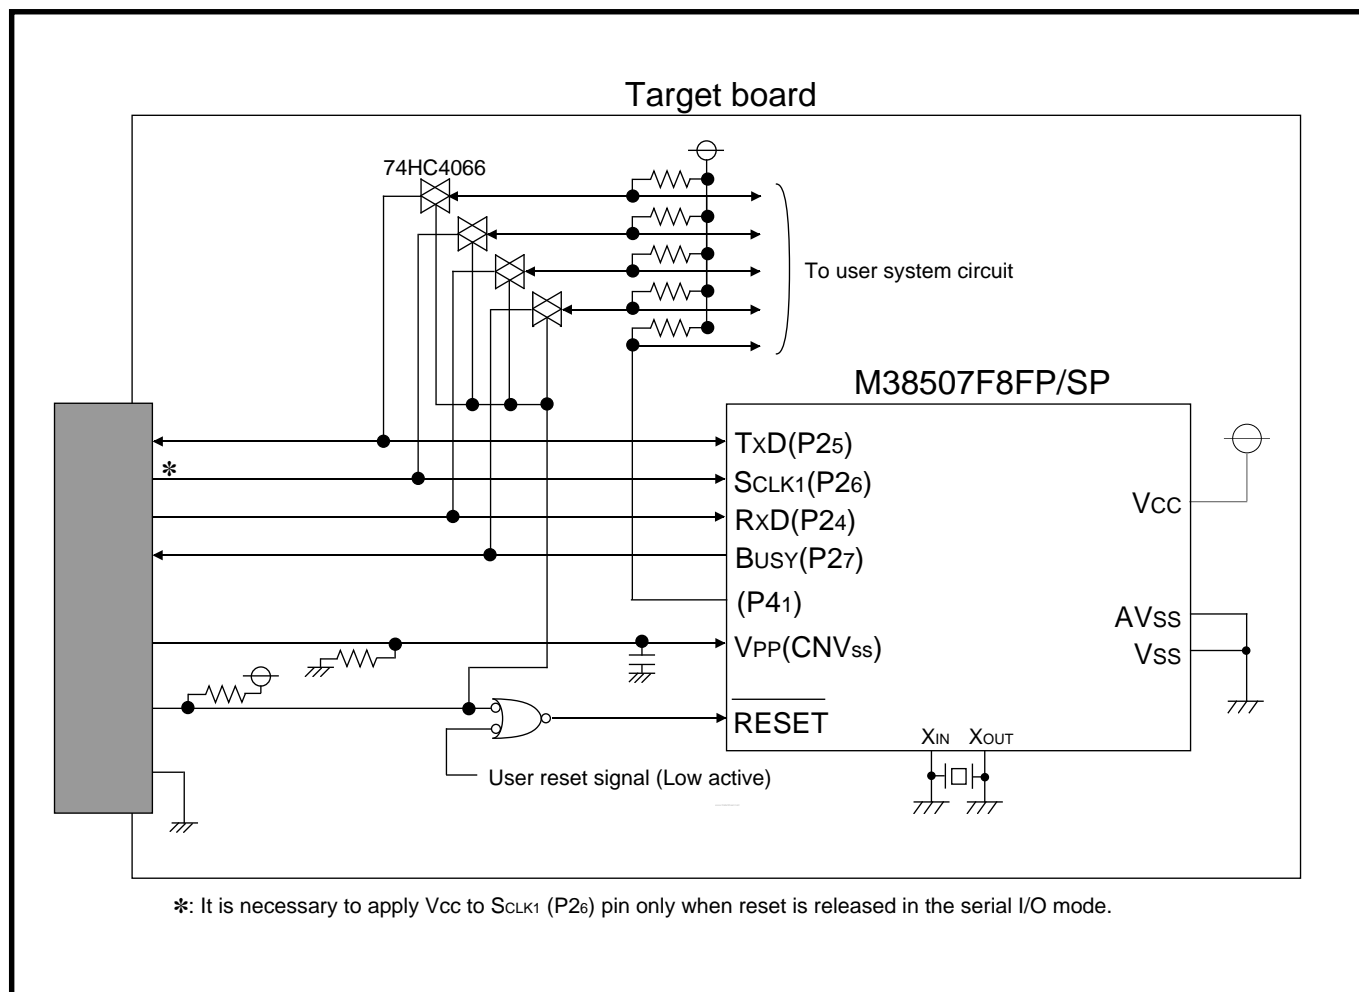 Target board
74HC4066
To user system circuit
M38507F8FP/SP
TXD(P25)
*
SCLK1(P26)
VCC
RXD(P24)
BUSY(P27)
(P41)
AVSS
VPP(CNVss)
VSS
RESET
XIN XOUT
User reset signal (Low active)
*: It is necessary to apply Vcc to SCLK1 (P26) pin only when reset is released in the serial I/O mode.